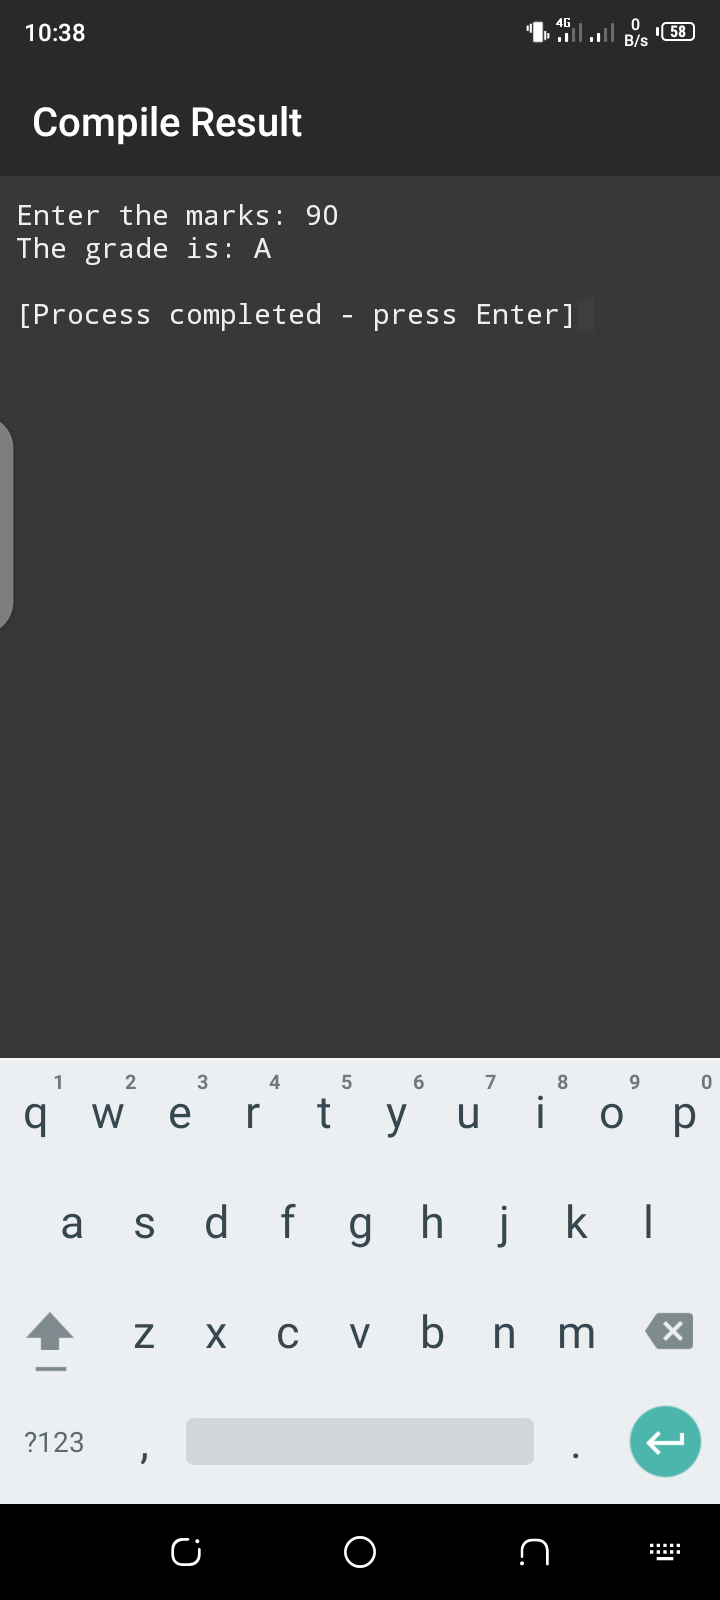 10:38 4G 0 B/s 58
Compile Result
Enter the marks: 90
The grade is: A
[Process completed - press Enter]
1 2 3 4 5 6 7 8 9 0
q w e r t y u i o p
a s d f g h j k l
z x c v b n m
?123 , .